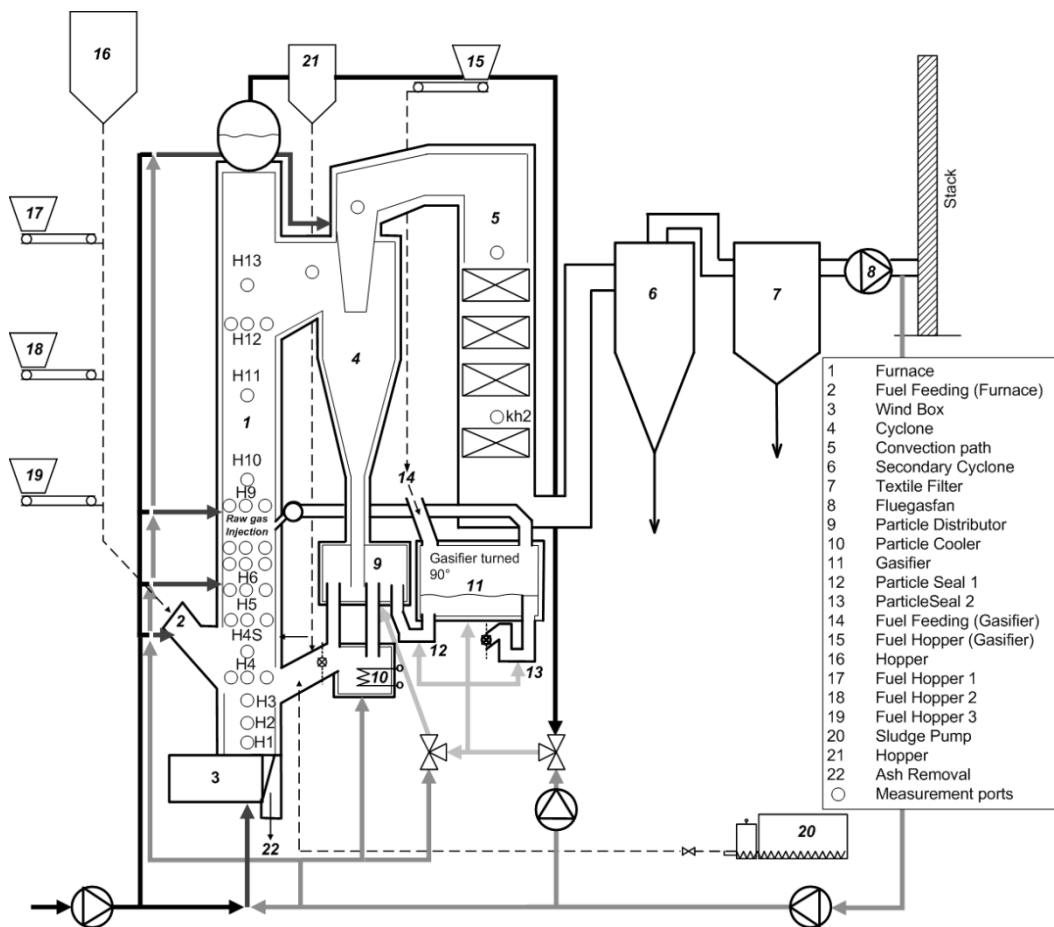 16
21
15
Stack
17
5
H13
8
6
7
H12
18
4
H11
1
kh2
H10
19
14
H9
Raw gas
Injection
Gasifier turned
90°
9
11
H6
H5
2
H4S
12
10
13
H4
H3
H2
H1
3
22
20
1 Furnace
2 Fuel Feeding (Furnace)
3 Wind Box
4 Cyclone
5 Convection path
6 Secondary Cyclone
7 Textile Filter
8 Fluegasfan
9 Particle Distributor
10 Particle Cooler
11 Gasifier
12 Particle Seal 1
13 ParticleSeal 2
14 Fuel Feeding (Gasifier)
15 Fuel Hopper (Gasifier)
16 Hopper
17 Fuel Hopper 1
18 Fuel Hopper 2
19 Fuel Hopper 3
20 Sludge Pump
21 Hopper
22 Ash Removal
Measurement ports